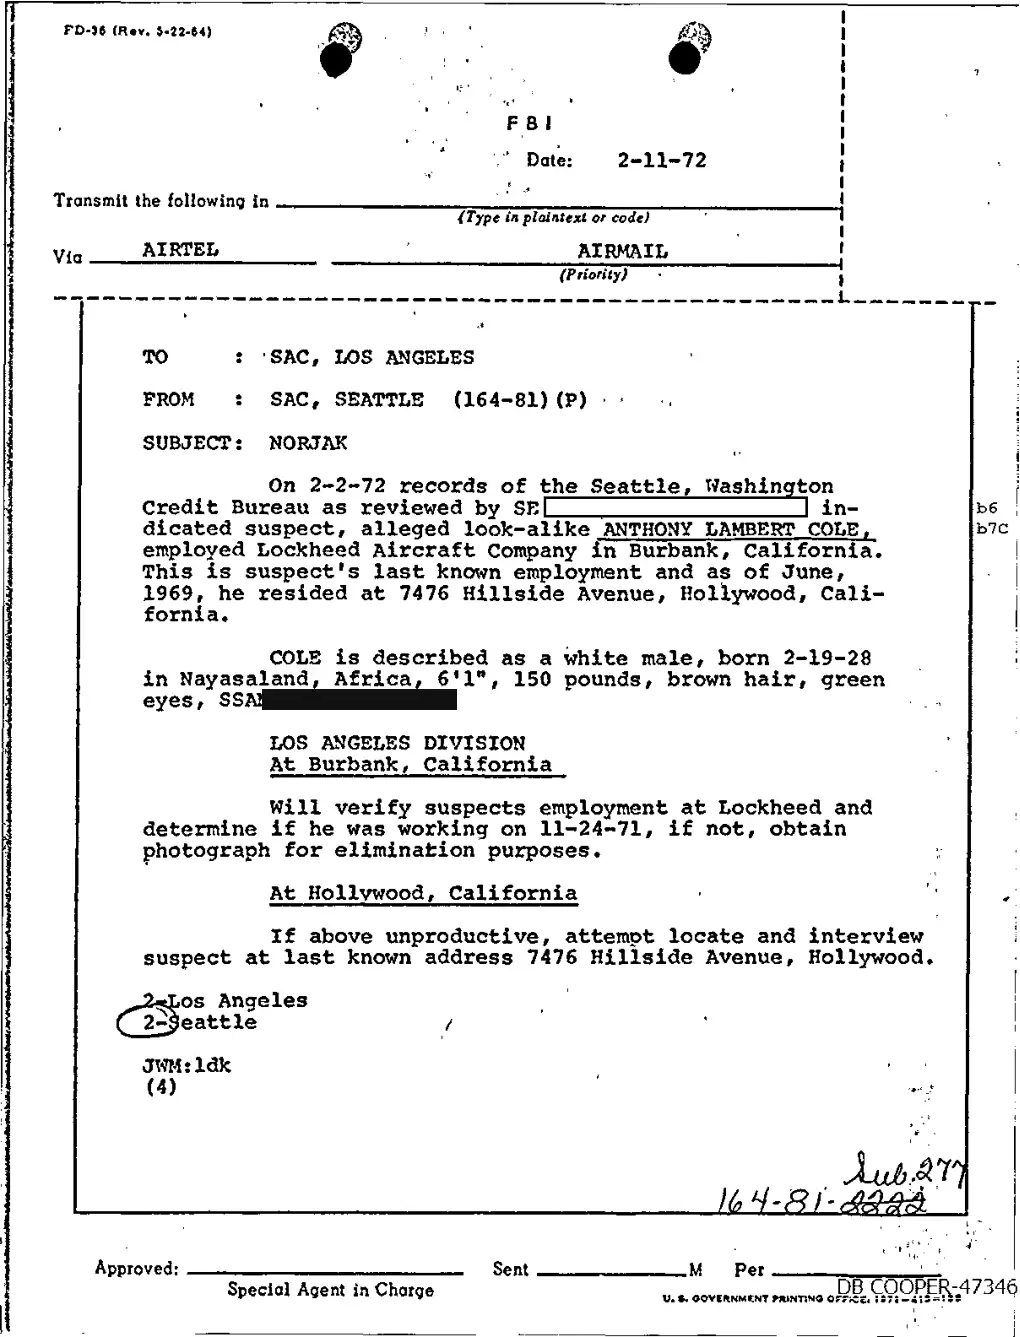 FD-36 (Rev. 5-22-64)
F B I
Date: 2-11-72
Transmit the following in
(Type in plaintext or code)
Via AIRTEL AIRMAIL
(Priority)
TO : SAC, LOS ANGELES
FROM : SAC, SEATTLE (164-81)(P)
SUBJECT: NORJAK
On 2-2-72 records of the Seattle, Washington
Credit Bureau as reviewed by SE in-
dicated suspect, alleged look-alike ANTHONY LAMBERT COLE,
employed Lockheed Aircraft Company in Burbank, California.
This is suspect's last known employment and as of June,
1969, he resided at 7476 Hillside Avenue, Hollywood, Cali-
fornia.
b6
b7C
COLE is described as a white male, born 2-19-28
in Nayasaland, Africa, 6'1", 150 pounds, brown hair, green
eyes, SSAN
LOS ANGELES DIVISION
At Burbank, California
Will verify suspects employment at Lockheed and
determine if he was working on 11-24-71, if not, obtain
photograph for elimination purposes.
At Hollywood, California
If above unproductive, attempt locate and interview
suspect at last known address 7476 Hillside Avenue, Hollywood.
2-Los Angeles
2-Seattle
JWM:ldk
(4)
Sub.277
164-81-2222
Approved: Sent M Per
Special Agent in Charge
DB COOPER-47346
U. S. GOVERNMENT PRINTING OFFICE: